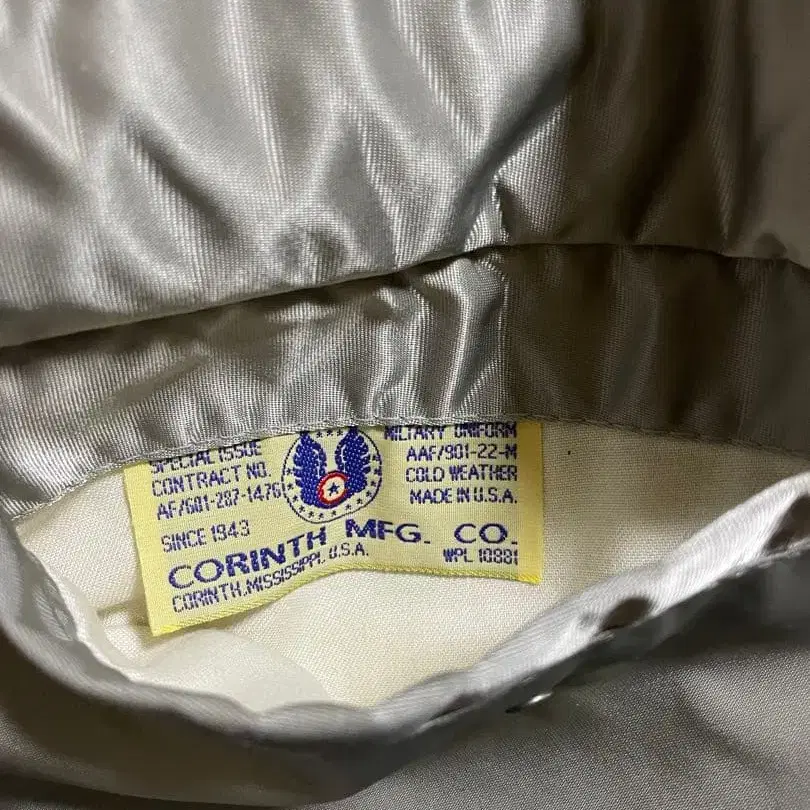 SPECIAL ISSUE
CONTRACT NO.
AF/601-287-1476
SINCE 1943
MILTARY UNIFORM
AAF/901-22-M
COLD WEATHER
MADE IN U.S.A.
CORINTH MFG. CO.
CORINTH, MISSISSIPPI, U.S.A.
WPL 10881